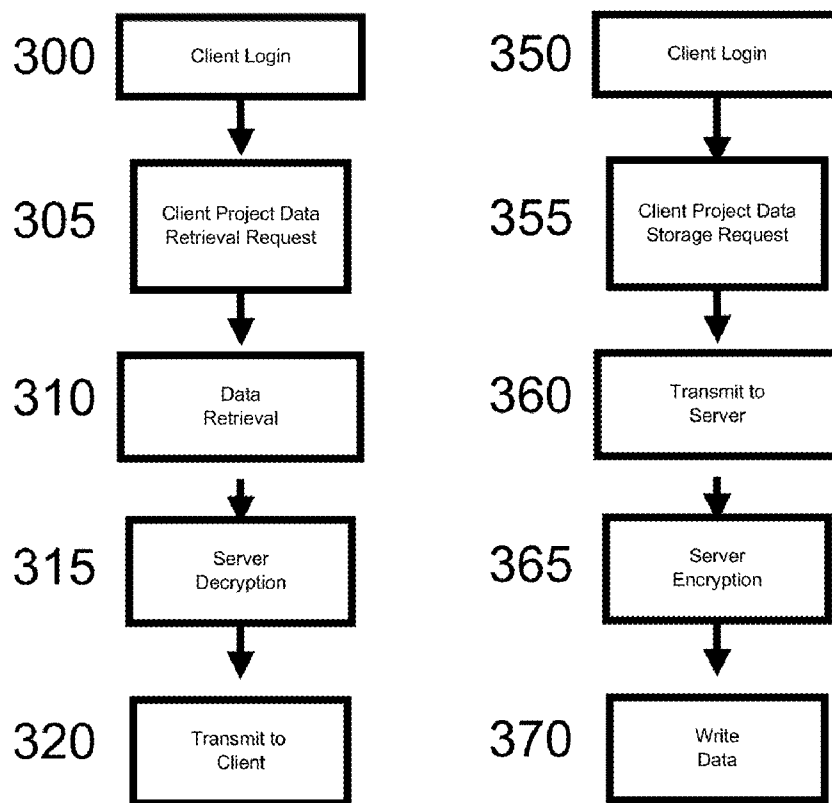 300
Client Login
305
Client Project Data
Retrieval Request
310
Data
Retrieval
315
Server
Decryption
320
Transmit to
Client
350
Client Login
355
Client Project Data
Storage Request
360
Transmit to
Server
365
Server
Encryption
370
Write
Data